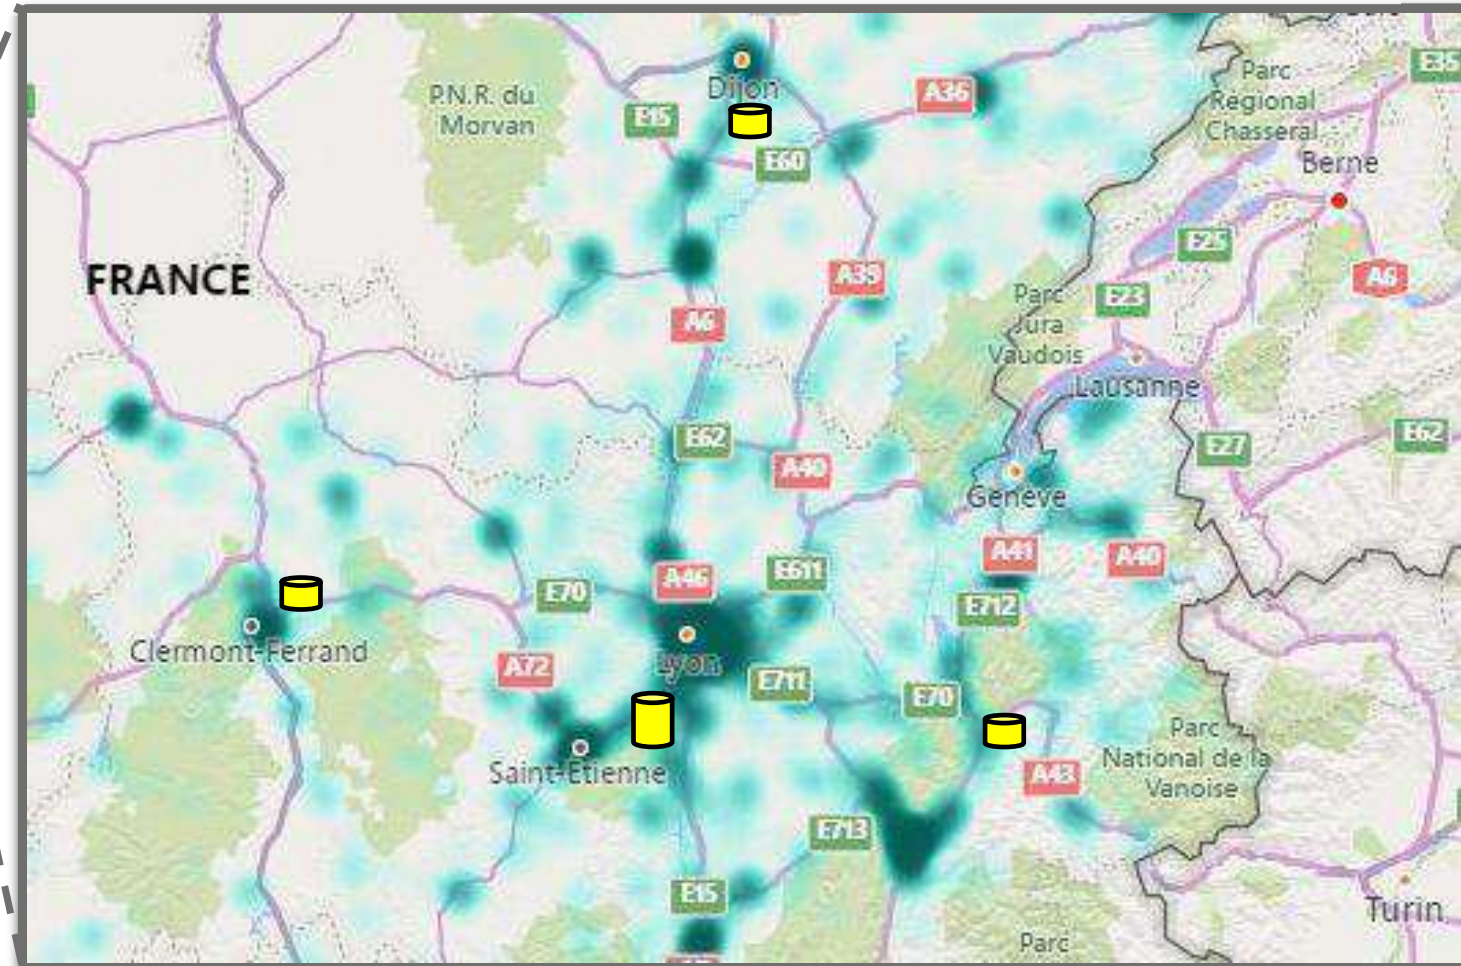 Parc
Régional
Chasseral
E35
P.N.R. du
Morvan
Dijon
A36
E15
E60
Berne
E25
FRANCE
A39
A6
E23
Parc
Jura
Vaudois
A6
Lausanne
E62
A40
E27
E62
Genève
A41
A40
A46
E611
E70
E712
Clermont-Ferrand
Lyon
A72
E711
E70
Saint-Etienne
Parc
National de la
Vanoise
A43
E713
E15
Turin
Parc